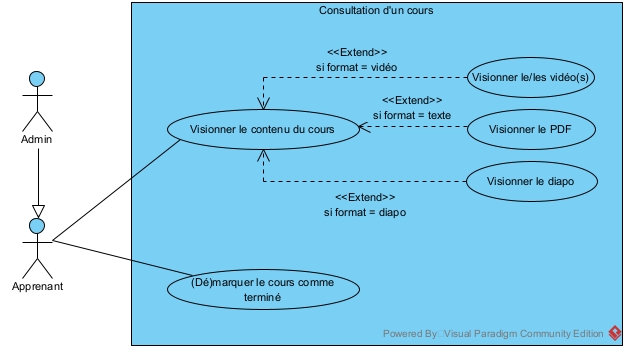 Consultation d'un cours
<<Extend>>
si format = vidéo
Visionner le/les vidéo(s)
<<Extend>>
si format = texte
Visionner le contenu du cours
Visionner le PDF
Admin
Visionner le diapo
<<Extend>>
si format = diapo
Apprenant
(Dé)marquer le cours comme
terminé
Powered By: Visual Paradigm Community Edition